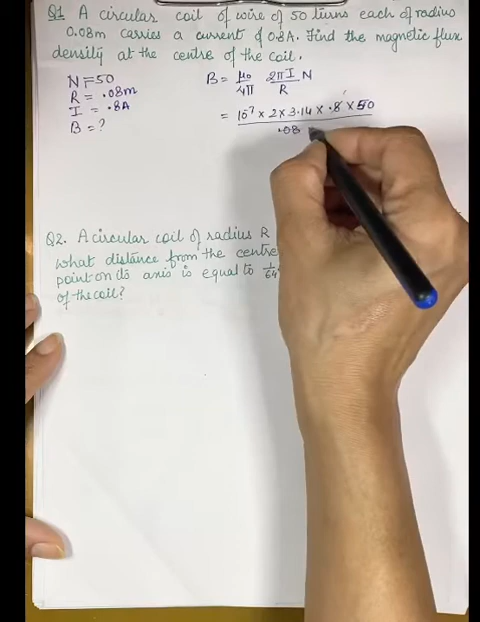 Q1 A circular coil of wire of 50 turns each of radius
0.08m carries a current of 0.8A. Find the magnetic flux
density at the centre of the coil.
N=50
R = .08m
I = .8A
B = ?
B = μ₀/4π 2πI/R N
= 10⁷ × 2 × 3.14 × .8 × 50
.08
Q2. A circular coil of radius R
what distance from the centre
point on its axis is equal to 1/64
of the coil?